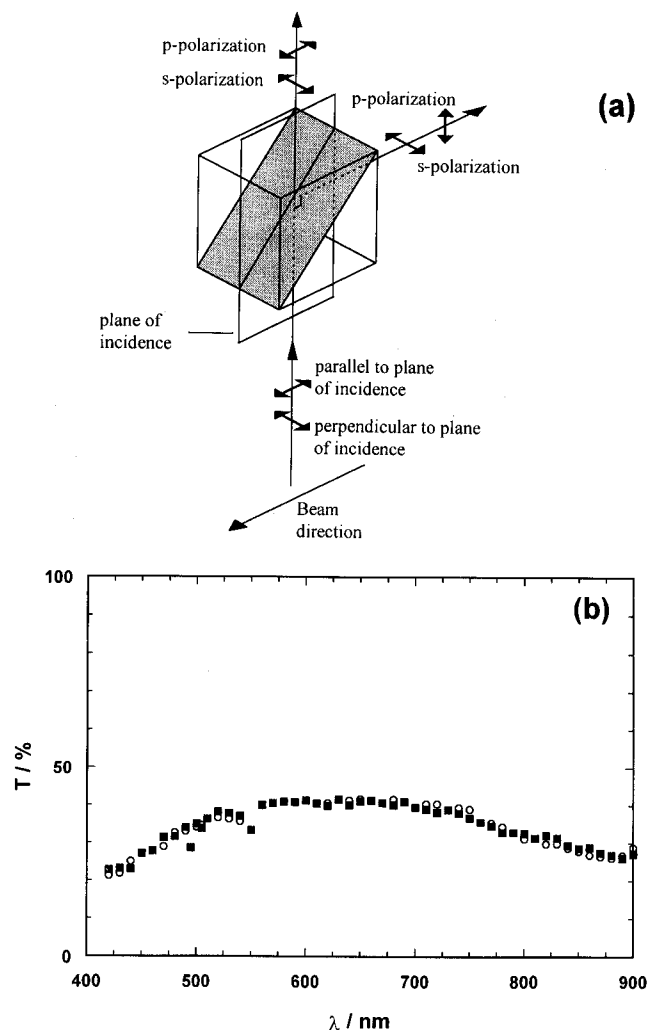 p-polarization
s-polarization
p-polarization
(a)
s-polarization
plane of
incidence
parallel to plane
of incidence
perpendicular to plane
of incidence
Beam
direction
100
(b)
T / %
50
0
400 500 600 700 800 900
λ / nm